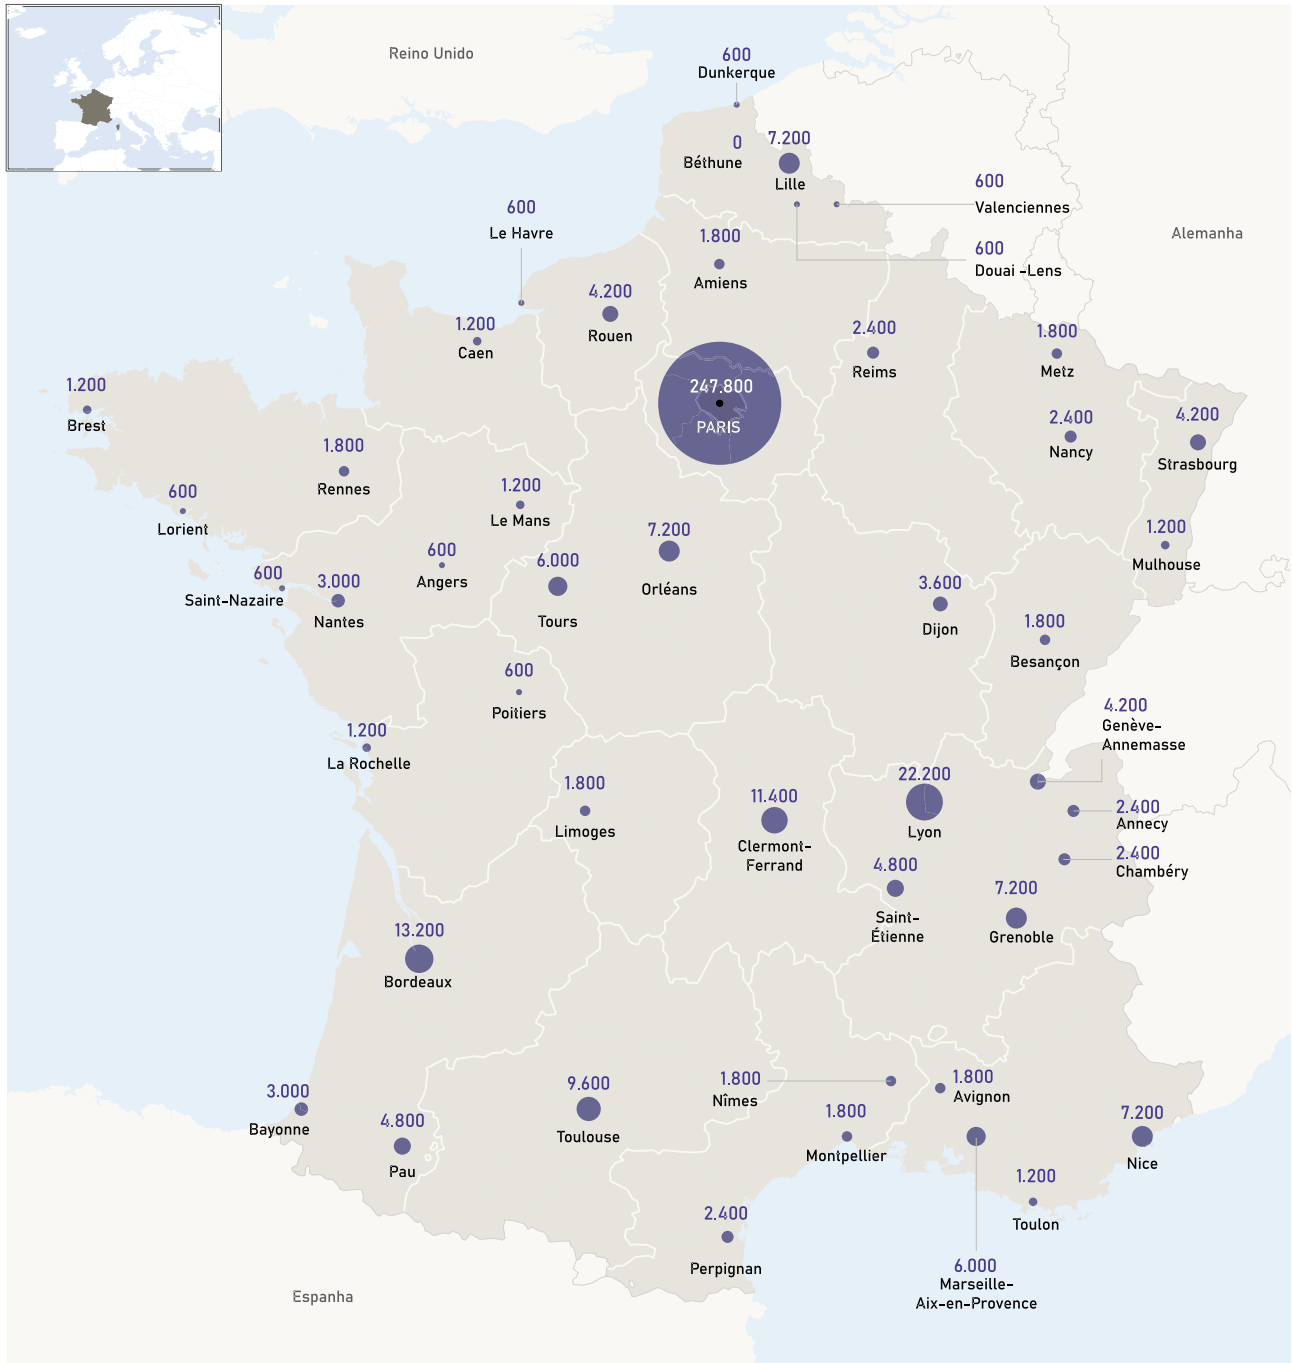 Reino Unido
600
Dunkerque
0
Béthune
7.200
Lille
600
Valenciennes
600
Le Havre
1.800
Amiens
600
Douai -Lens
Alemanha
4.200
Rouen
1.200
Caen
2.400
Reims
1.800
Metz
247.800
PARIS
1.200
Brest
2.400
Nancy
4.200
Strasbourg
1.800
Rennes
600
Lorient
1.200
Le Mans
7.200
Orléans
1.200
Mulhouse
600
Angers
6.000
Tours
600
Saint-Nazaire
3.000
Nantes
3.600
Dijon
1.800
Besançon
600
Poitiers
4.200
Genève-
Annemasse
1.200
La Rochelle
1.800
Limoges
11.400
Clermont-
Ferrand
22.200
Lyon
2.400
Annecy
2.400
Chambéry
4.800
Saint-
Étienne
7.200
Grenoble
13.200
Bordeaux
3.000
Bayonne
4.800
Pau
9.600
Toulouse
1.800
Nîmes
1.800
Avignon
1.800
Montpellier
7.200
Nice
1.200
Toulon
2.400
Perpignan
6.000
Marseille-
Aix-en-Provence
Espanha